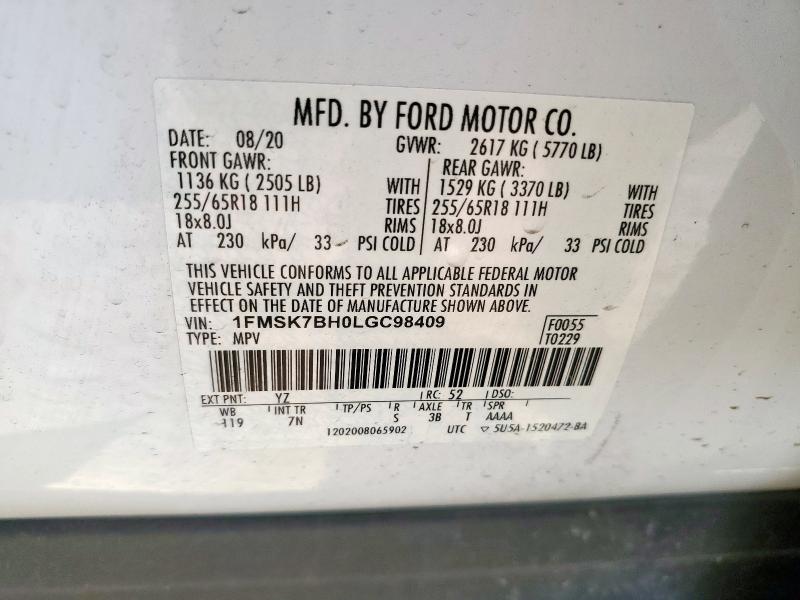 MFD. BY FORD MOTOR CO.
DATE: 08/20 GVWR: 2617 KG ( 5770 LB)
FRONT GAWR: REAR GAWR:
1136 KG ( 2505 LB) WITH 1529 KG ( 3370 LB) WITH
255/65R18 111H TIRES 255/65R18 111H TIRES
18x8.0J RIMS 18x8.0J RIMS
AT 230 kPa/ 33 PSI COLD AT 230 kPa/ 33 PSI COLD
THIS VEHICLE CONFORMS TO ALL APPLICABLE FEDERAL MOTOR
VEHICLE SAFETY AND THEFT PREVENTION STANDARDS IN
EFFECT ON THE DATE OF MANUFACTURE SHOWN ABOVE.
VIN: 1FMSK7BH0LGC98409 F0055
TYPE: MPV T0229
EXT PNT: YZ RC: 52 DSO:
WB INT TR TP/PS R AXLE TR SPR
119 7N S 3B T AAAA
1202008065902 UTC ▽ 5U5A-1520472-BA